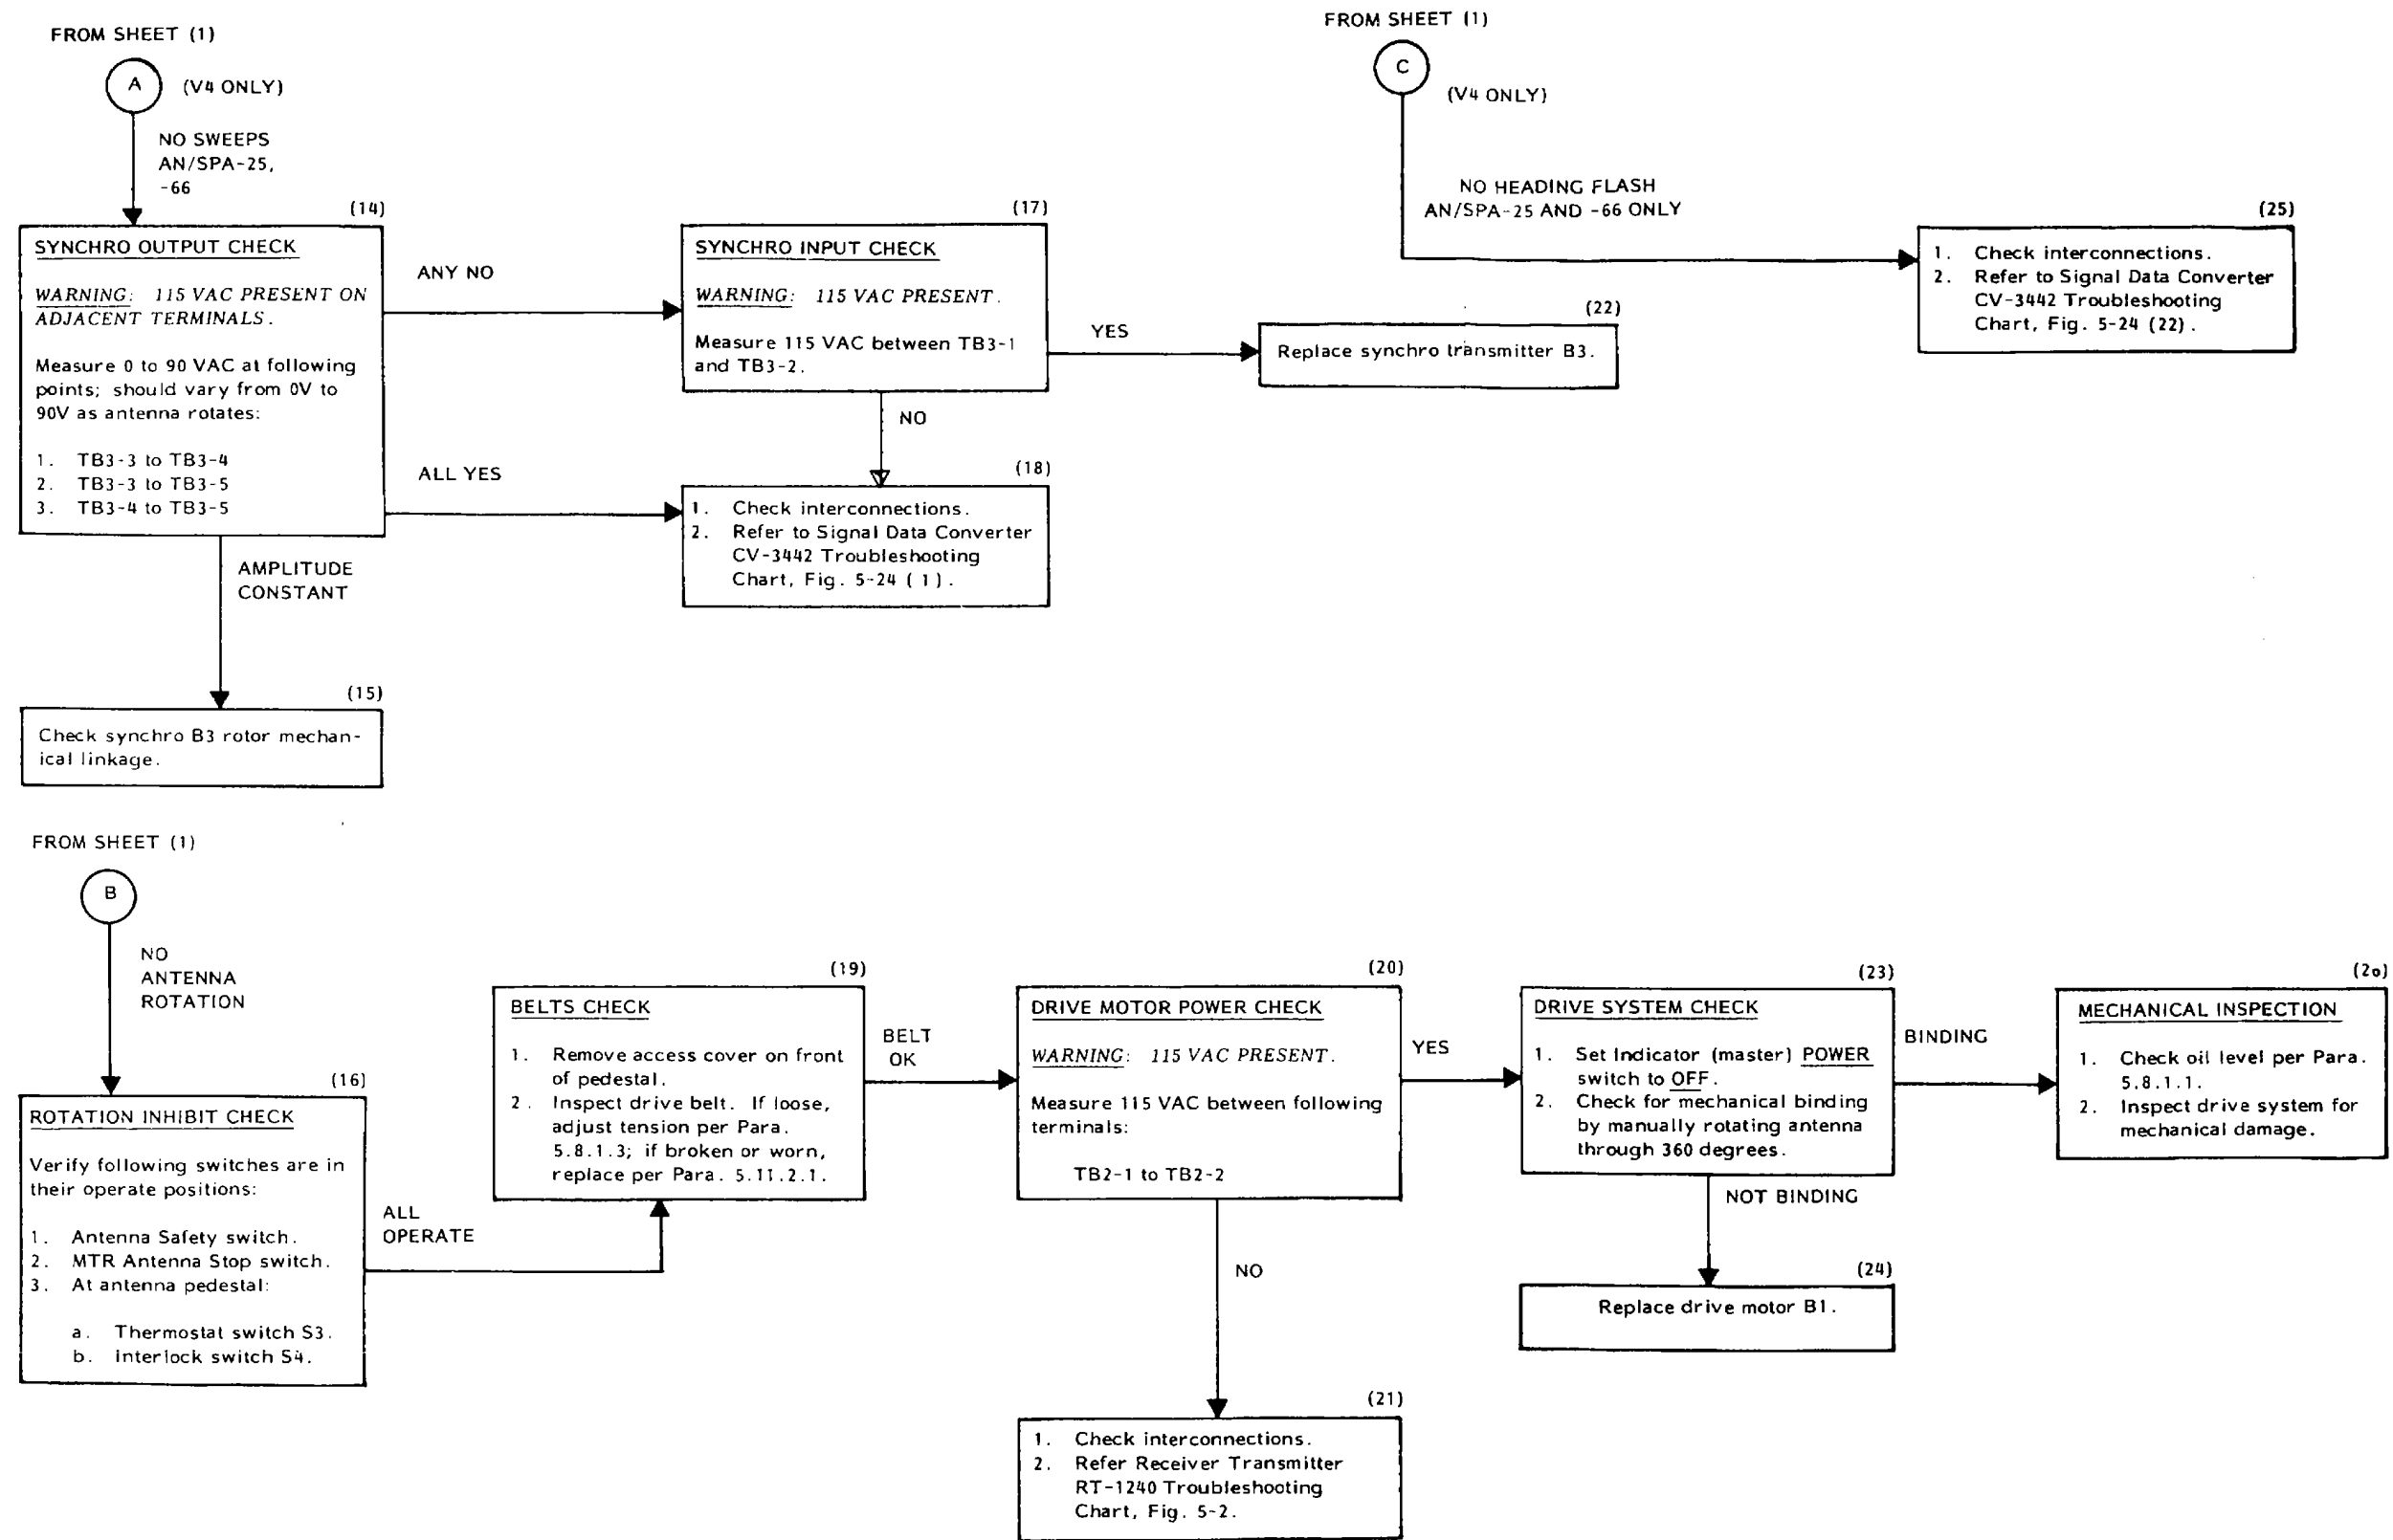 FROM SHEET (1)
A
(V4 ONLY)
NO SWEEPS
AN/SPA-25,
-66
(14)
SYNCHRO OUTPUT CHECK
WARNING: 115 VAC PRESENT ON
ADJACENT TERMINALS.
Measure 0 to 90 VAC at following
points; should vary from 0V to
90V as antenna rotates:
1. TB3-3 to TB3-4
2. TB3-3 to TB3-5
3. TB3-4 to TB3-5
ANY NO
ALL YES
AMPLITUDE
CONSTANT
(15)
Check synchro B3 rotor mechan-
ical linkage.
(17)
SYNCHRO INPUT CHECK
WARNING: 115 VAC PRESENT.
Measure 115 VAC between TB3-1
and TB3-2.
YES
NO
(18)
1. Check interconnections.
2. Refer to Signal Data Converter
CV-3442 Troubleshooting
Chart, Fig. 5-24 ( 1 ).
(22)
Replace synchro transmitter B3.
FROM SHEET (1)
C
(V4 ONLY)
NO HEADING FLASH
AN/SPA-25 AND -66 ONLY
(25)
1. Check interconnections.
2. Refer to Signal Data Converter
CV-3442 Troubleshooting
Chart, Fig. 5-24 (22).
FROM SHEET (1)
B
NO
ANTENNA
ROTATION
(16)
ROTATION INHIBIT CHECK
Verify following switches are in
their operate positions:
1. Antenna Safety switch.
2. MTR Antenna Stop switch.
3. At antenna pedestal:
a. Thermostat switch S3.
b. Interlock switch S4.
ALL
OPERATE
(19)
BELTS CHECK
1. Remove access cover on front
of pedestal.
2. Inspect drive belt. If loose,
adjust tension per Para.
5.8.1.3; if broken or worn,
replace per Para. 5.11.2.1.
BELT
OK
(20)
DRIVE MOTOR POWER CHECK
WARNING: 115 VAC PRESENT.
Measure 115 VAC between following
terminals:
TB2-1 to TB2-2
YES
NO
(21)
1. Check interconnections.
2. Refer Receiver Transmitter
RT-1240 Troubleshooting
Chart, Fig. 5-2.
(23)
DRIVE SYSTEM CHECK
1. Set Indicator (master) POWER
switch to OFF.
2. Check for mechanical binding
by manually rotating antenna
through 360 degrees.
BINDING
NOT BINDING
(24)
Replace drive motor B1.
(2o)
MECHANICAL INSPECTION
1. Check oil level per Para.
5.8.1.1.
2. Inspect drive system for
mechanical damage.